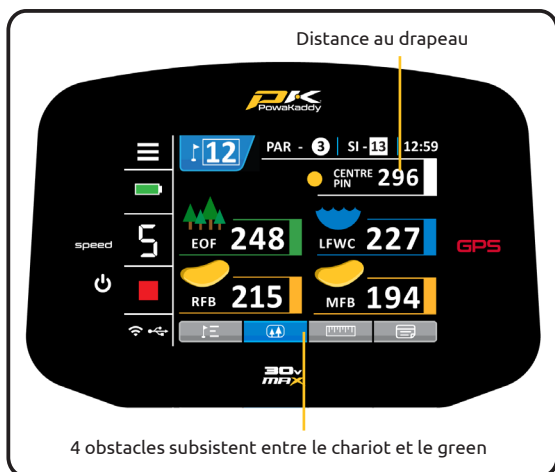 Distance au drapeau
PK
PowaKaddy
12 PAR - 3 SI - 13 12:59
CENTRE PIN 296
EOF 248 LFWC 227
speed 5 GPS
RFB 215 MFB 194
30v
MAX
4 obstacles subsistent entre le chariot et le green